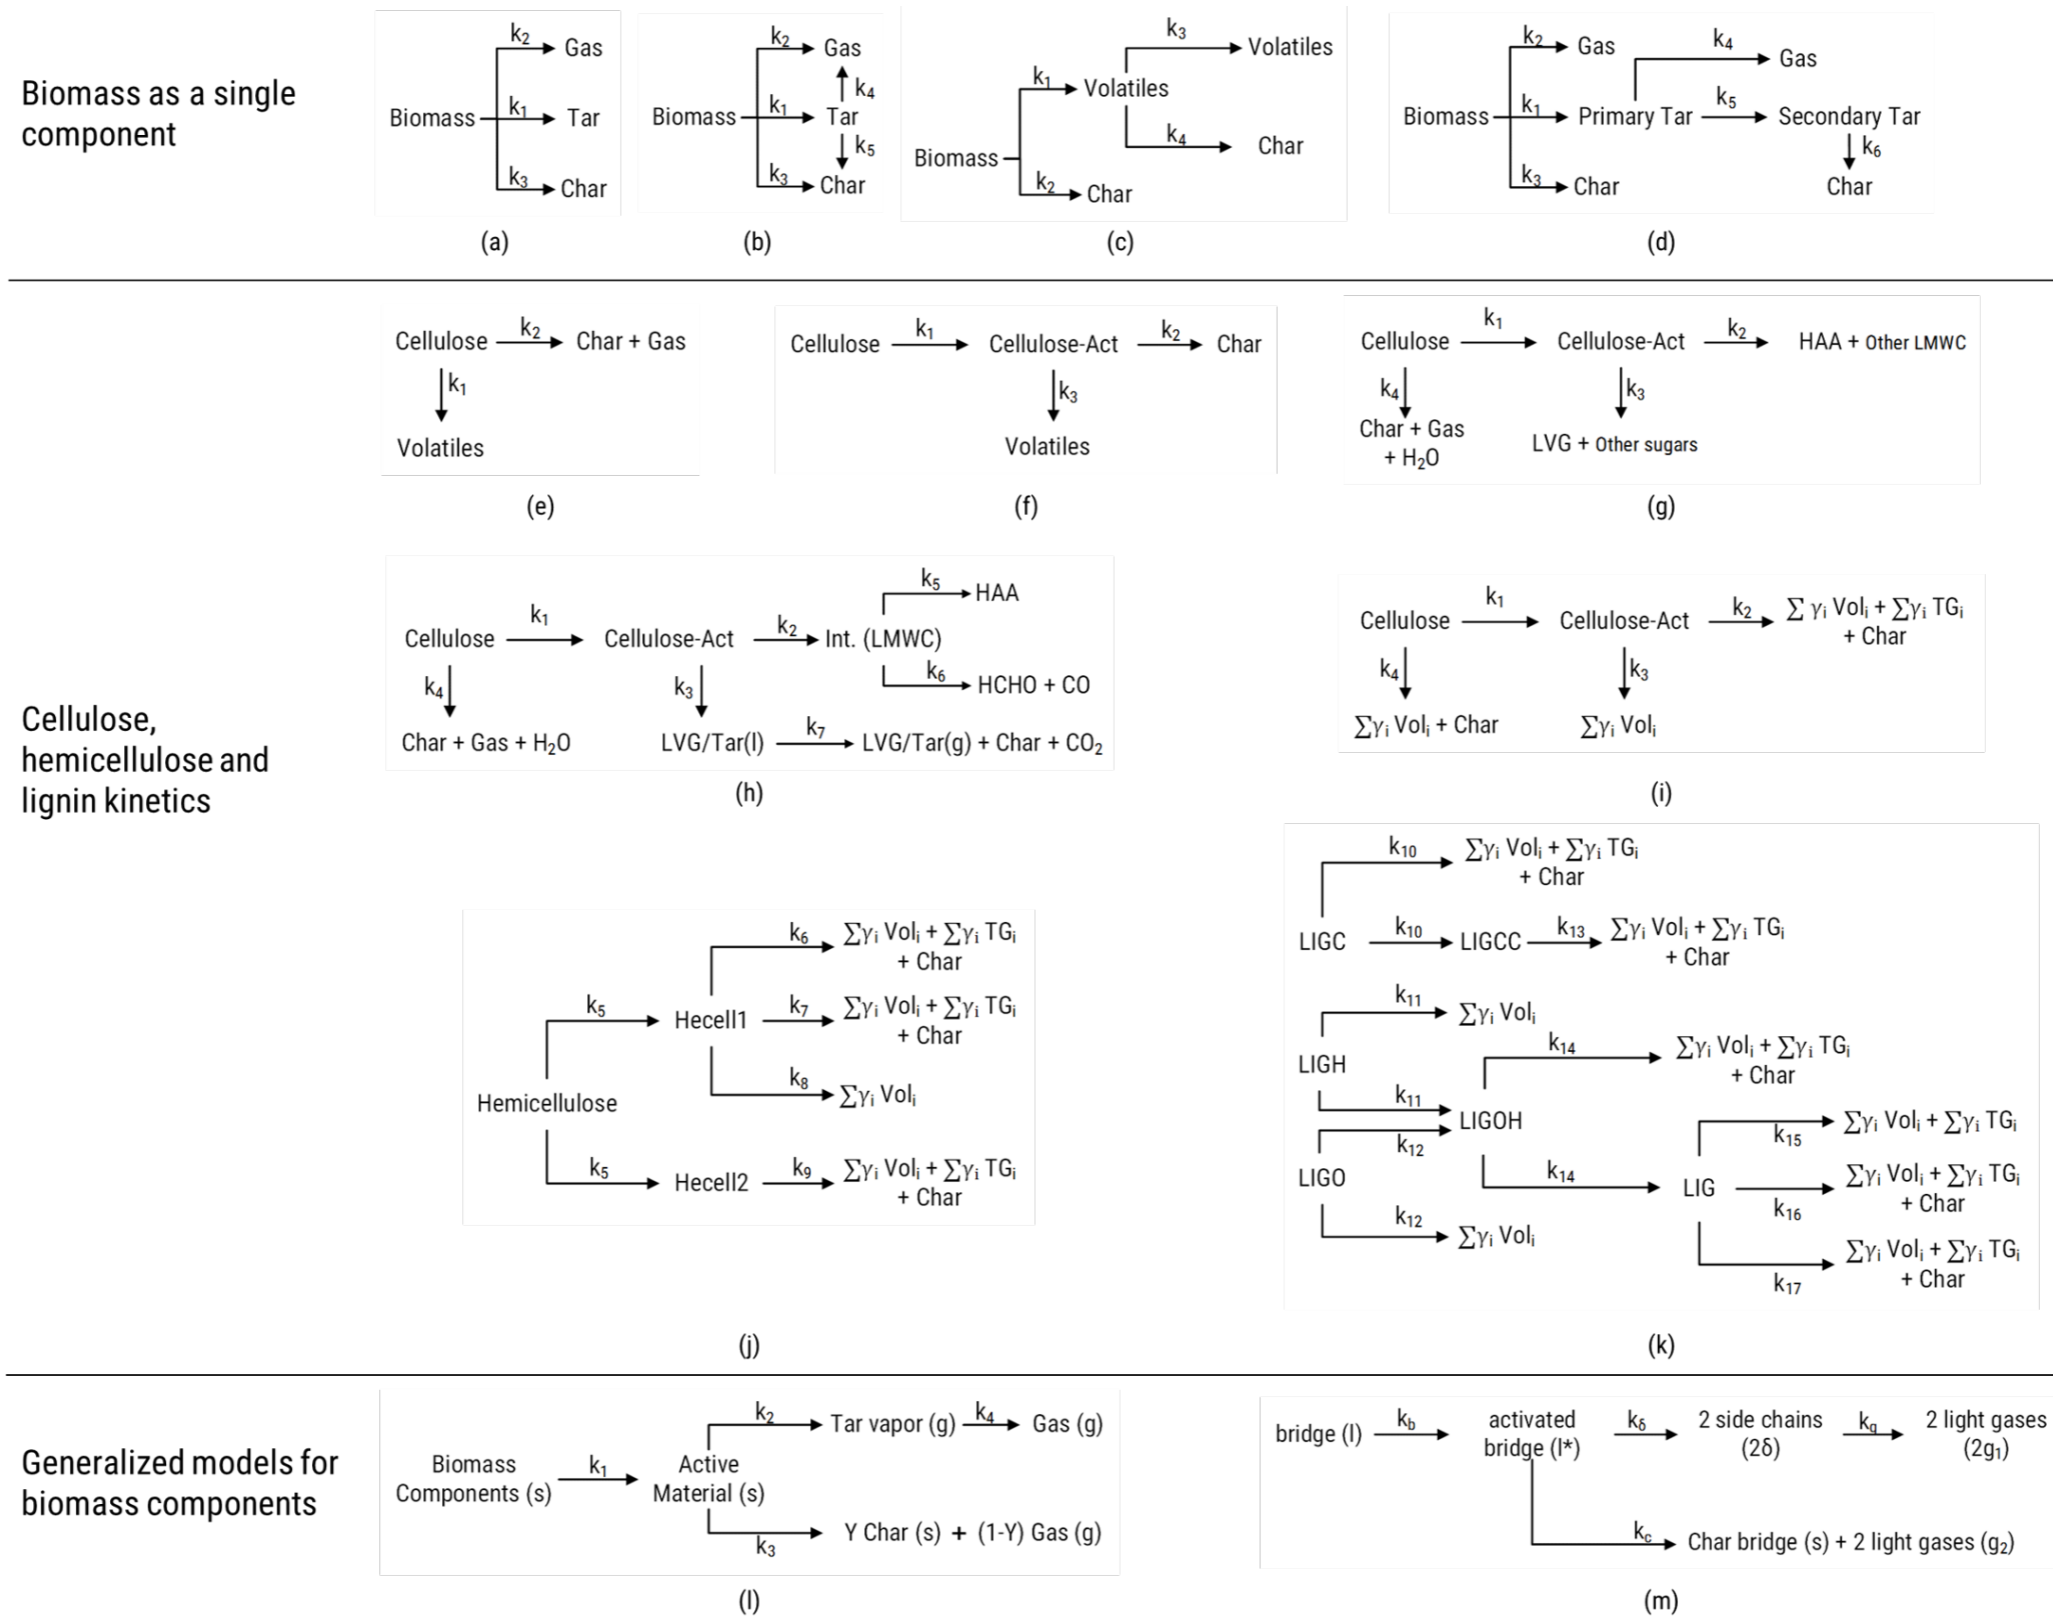 Biomass as a single
component
k₂
Gas
Biomass
k₁
Tar
k₃
Char
(a)
k₂
Gas
k₄
Biomass
k₁
Tar
k₅
k₃
Char
(b)
k₃
Volatiles
k₁
Volatiles
k₄
Char
Biomass
k₂
Char
(c)
k₂
Gas
k₄
Gas
Biomass
k₁
Primary Tar
k₅
Secondary Tar
k₆
k₃
Char
Char
(d)
Cellulose,
hemicellulose and
lignin kinetics
Cellulose
k₂
Char + Gas
k₁
Volatiles
(e)
Cellulose
k₁
Cellulose-Act
k₂
Char
k₃
Volatiles
(f)
Cellulose
k₁
Cellulose-Act
k₂
HAA + Other LMWC
k₄
k₃
Char + Gas
+ H₂O
LVG + Other sugars
(g)
k₅
HAA
Cellulose
k₁
Cellulose-Act
k₂
Int. (LMWC)
k₆
HCHO + CO
k₄
k₃
Char + Gas + H₂O
LVG/Tar(l)
k₇
LVG/Tar(g) + Char + CO₂
(h)
Cellulose
k₁
Cellulose-Act
k₂
∑ γᵢ Volᵢ + ∑γᵢ TGᵢ
+ Char
k₄
k₃
∑γᵢ Volᵢ + Char
∑γᵢ Volᵢ
(i)
k₆
∑γᵢ Volᵢ + ∑γᵢ TGᵢ
+ Char
k₅
Hecell1
k₇
∑γᵢ Volᵢ + ∑γᵢ TGᵢ
+ Char
k₈
∑γᵢ Volᵢ
Hemicellulose
k₅
Hecell2
k₉
∑γᵢ Volᵢ + ∑γᵢ TGᵢ
+ Char
(j)
k₁₀
∑γᵢ Volᵢ + ∑γᵢ TGᵢ
+ Char
LIGC
k₁₀
LIGCC
k₁₃
∑γᵢ Volᵢ + ∑γᵢ TGᵢ
+ Char
k₁₁
∑γᵢ Volᵢ
LIGH
k₁₄
∑γᵢ Volᵢ + ∑γᵢ TGᵢ
+ Char
k₁₁
LIGOH
k₁₂
LIGO
k₁₅
∑γᵢ Volᵢ + ∑γᵢ TGᵢ
k₁₄
LIG
k₁₆
∑γᵢ Volᵢ + ∑γᵢ TGᵢ
+ Char
k₁₂
∑γᵢ Volᵢ
k₁₇
∑γᵢ Volᵢ + ∑γᵢ TGᵢ
+ Char
(k)
Generalized models for
biomass components
Biomass
Components (s)
k₁
Active
Material (s)
k₂
Tar vapor (g)
k₄
Gas (g)
k₃
Y Char (s) + (1-Y) Gas (g)
(l)
bridge (l)
k_b
activated
bridge (l*)
k_δ
2 side chains
(2δ)
k_g
2 light gases
(2g₁)
k_c
Char bridge (s) + 2 light gases (g₂)
(m)